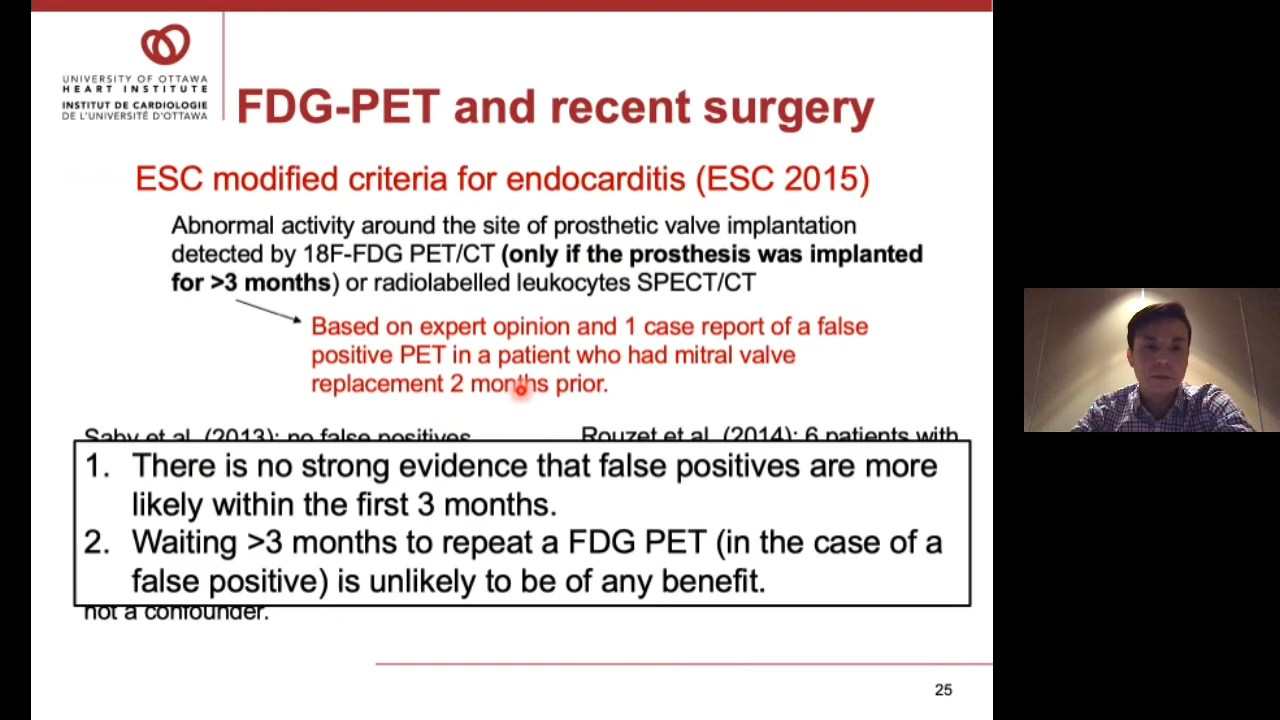 UNIVERSITY OF OTTAWA
HEART INSTITUTE
INSTITUT DE CARDIOLOGIE
DE L'UNIVERSITÉ D'OTTAWA
FDG-PET and recent surgery
ESC modified criteria for endocarditis (ESC 2015)
Abnormal activity around the site of prosthetic valve implantation
detected by 18F-FDG PET/CT (only if the prosthesis was implanted
for >3 months) or radiolabelled leukocytes SPECT/CT
Based on expert opinion and 1 case report of a false
positive PET in a patient who had mitral valve
replacement 2 months prior.
Saby et al. (2013): no false positives
Rouzet et al. (2014): 6 patients with
1. There is no strong evidence that false positives are more
likely within the first 3 months.
2. Waiting >3 months to repeat a FDG PET (in the case of a
false positive) is unlikely to be of any benefit.
not a confounder.
25